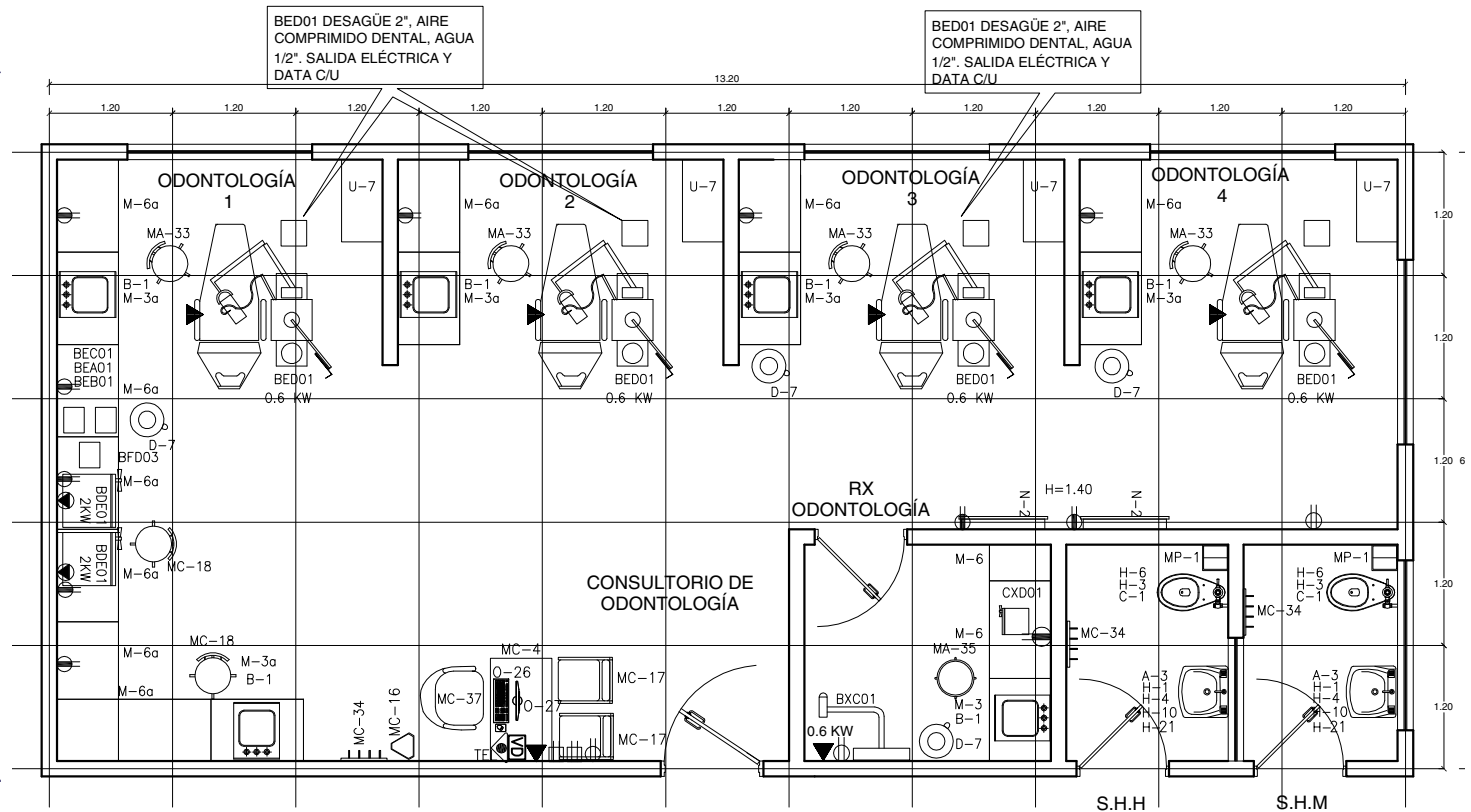 BED01 DESAGÜE 2", AIRE
COMPRIMIDO DENTAL, AGUA
1/2". SALIDA ELÉCTRICA Y
DATA C/U
BED01 DESAGÜE 2", AIRE
COMPRIMIDO DENTAL, AGUA
1/2". SALIDA ELÉCTRICA Y
DATA C/U
13.20
1.20 1.20 1.20 1.20 1.20 1.20 1.20 1.20 1.20 1.20 1.20
ODONTOLOGÍA
1
ODONTOLOGÍA
2
ODONTOLOGÍA
3
ODONTOLOGÍA
4
U-7 U-7 U-7 U-7
M-6a M-6a M-6a M-6a
1.20
MA-33 MA-33 MA-33 MA-33
B-1 B-1 B-1 B-1
M-3a M-3a M-3a M-3a
1.20
BEC01
BEA01
BEB01
M-6a
BED01 BED01 BED01 BED01
0.6 KW 0.6 KW 0.6 KW 0.6 KW
D-7 D-7
D-7
BFD03
1.20 6
M-6a
BDE01
2KW
RX
ODONTOLOGÍA
N-2
H=1.40
N-2
BDE01
2KW
M-6a
MC-18
CONSULTORIO DE
ODONTOLOGÍA
M-6
CXD01
MP-1
H-6
H-3
C-1
MP-1
H-6
H-3
C-1
1.20
MC-34
MC-34
M-6
MA-35
MC-18
M-6a
M-3a
B-1
M-6a
MC-4
O-26
O-27
MC-37
MC-17
MC-17
MC-34
MC-16
TE
VD
BXC01
0.6 KW
M-3
B-1
D-7
A-3
H-1
H-4
H-10
H-21
A-3
H-1
H-4
H-10
H-21
1.20
S.H.H
S.H.M